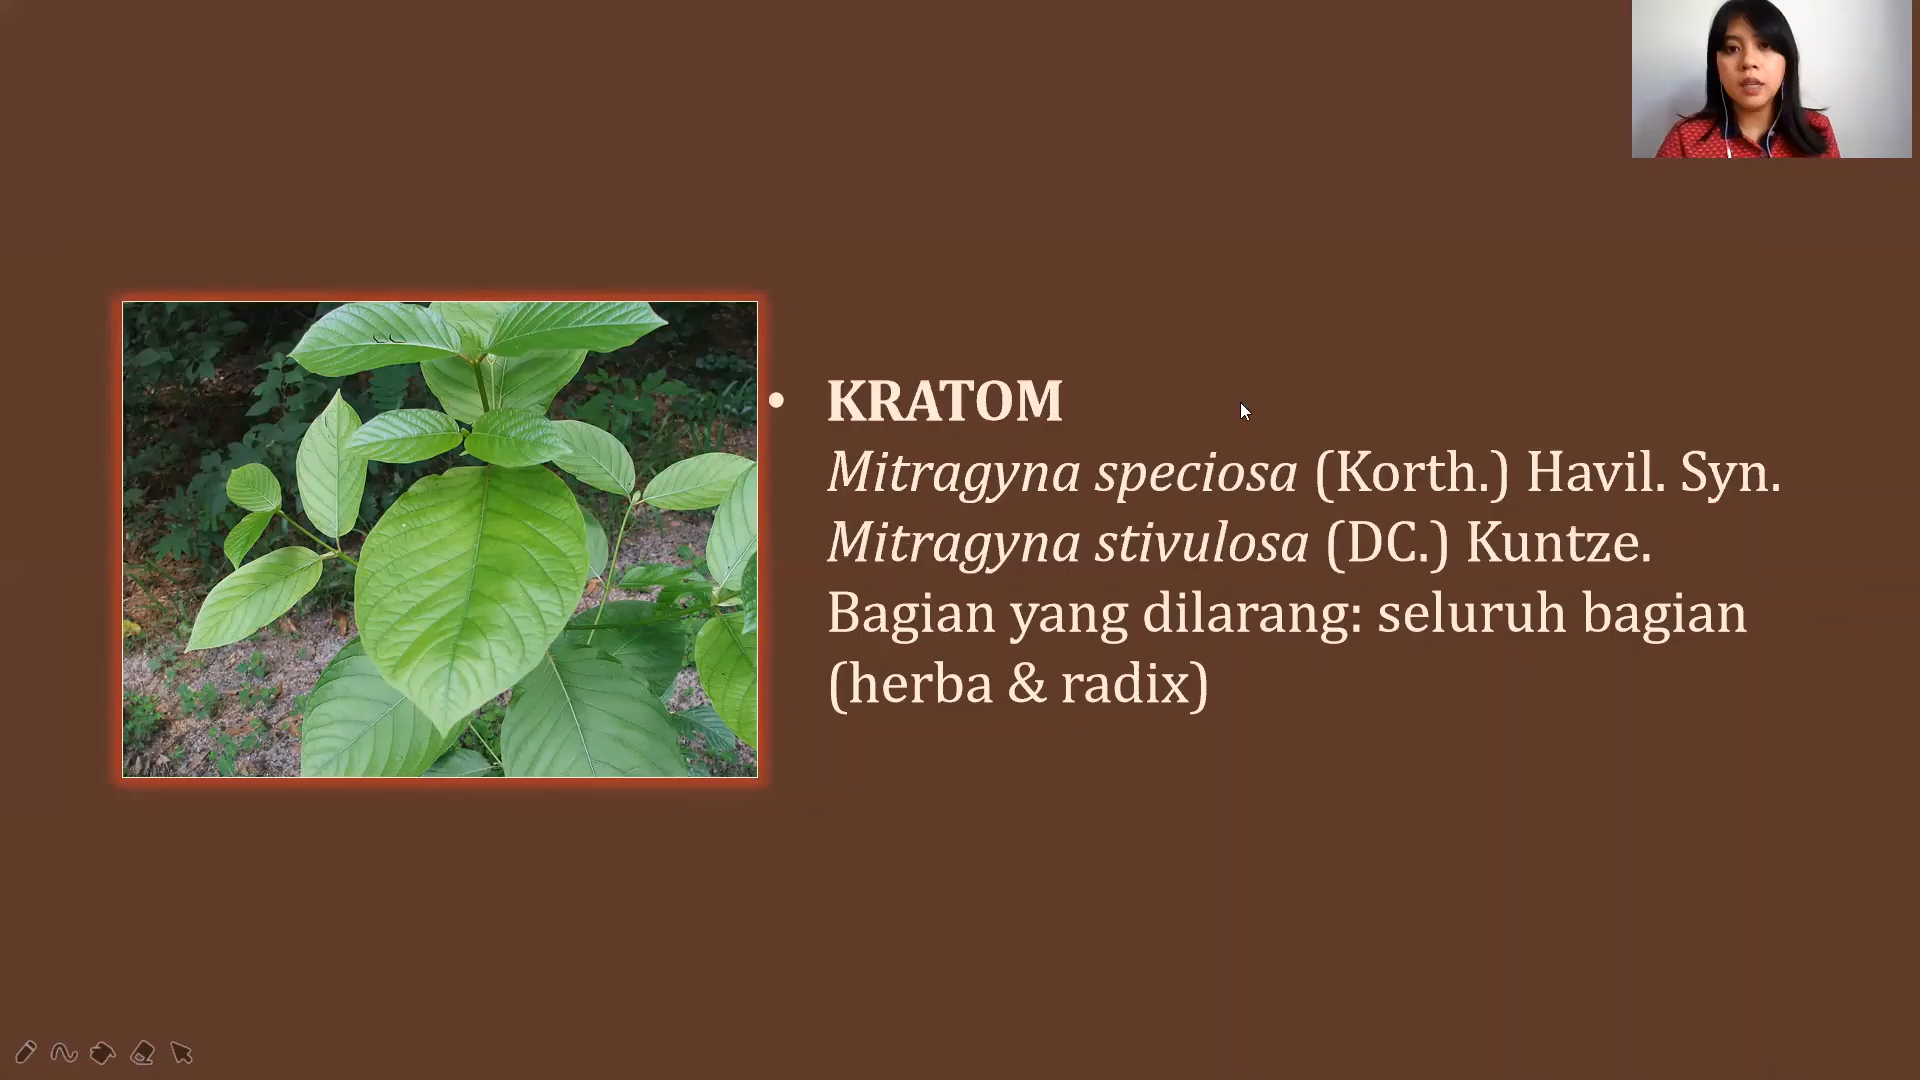 • KRATOM
Mitragyna speciosa (Korth.) Havil. Syn.
Mitragyna stivulosa (DC.) Kuntze.
Bagian yang dilarang: seluruh bagian
(herba & radix)